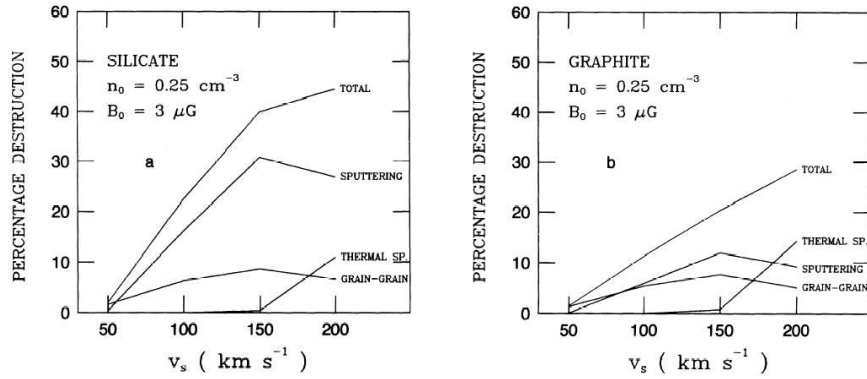 PERCENTAGE DESTRUCTION
60
50
40
30
20
10
0
SILICATE
n₀ = 0.25 cm⁻³
B₀ = 3 μG
a
TOTAL
SPUTTERING
THERMAL SP.
GRAIN-GRAIN
50
100
150
200
vₛ ( km s⁻¹ )
PERCENTAGE DESTRUCTION
60
50
40
30
20
10
0
GRAPHITE
n₀ = 0.25 cm⁻³
B₀ = 3 μG
b
TOTAL
THERMAL SP.
SPUTTERING
GRAIN-GRAIN
50
100
150
200
vₛ ( km s⁻¹ )